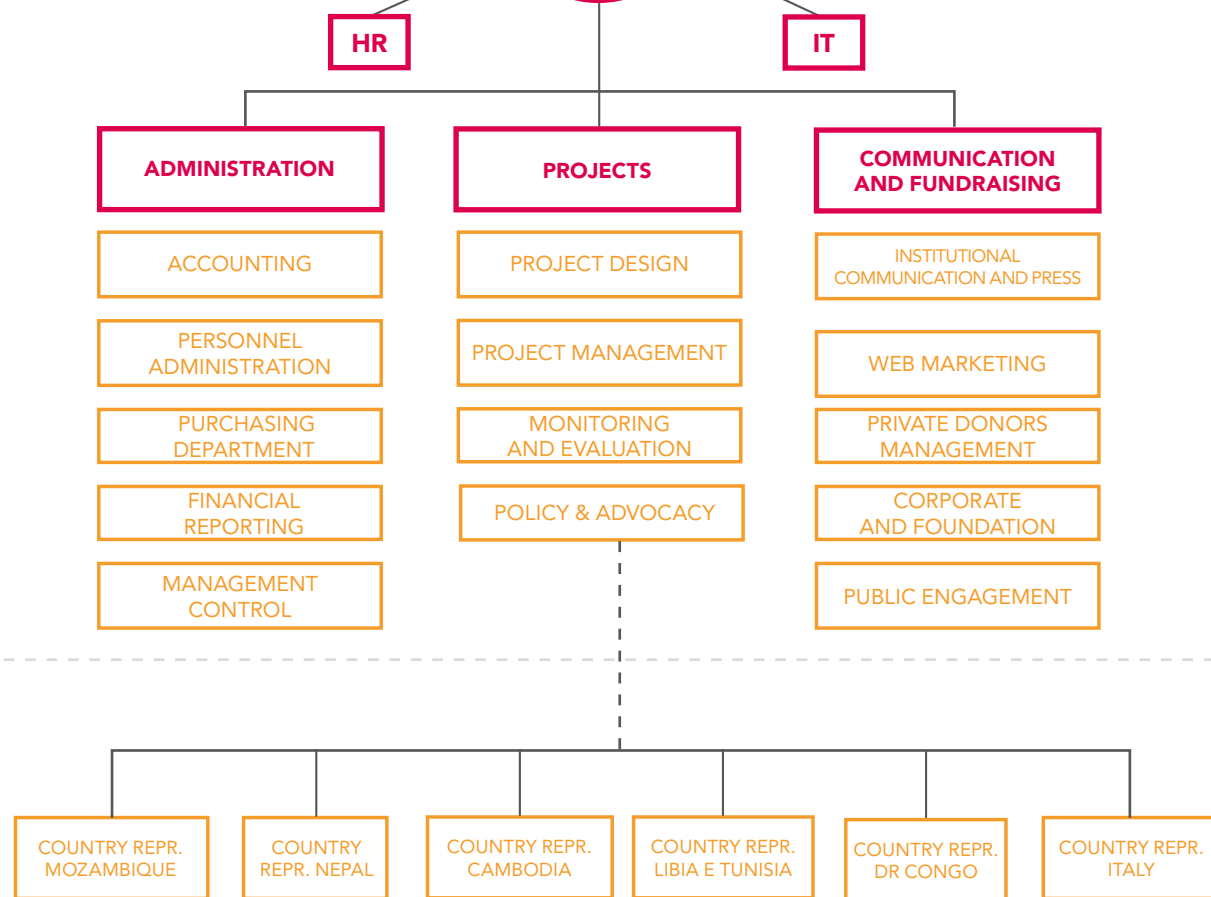 HR
IT
ADMINISTRATION
PROJECTS
COMMUNICATION
AND FUNDRAISING
ACCOUNTING
PROJECT DESIGN
INSTITUTIONAL
COMMUNICATION AND PRESS
PERSONNEL
ADMINISTRATION
PROJECT MANAGEMENT
WEB MARKETING
PURCHASING
DEPARTMENT
MONITORING
AND EVALUATION
PRIVATE DONORS
MANAGEMENT
FINANCIAL
REPORTING
POLICY & ADVOCACY
CORPORATE
AND FOUNDATION
MANAGEMENT
CONTROL
PUBLIC ENGAGEMENT
COUNTRY REPR.
MOZAMBIQUE
COUNTRY
REPR. NEPAL
COUNTRY REPR.
CAMBODIA
COUNTRY REPR.
LIBIA E TUNISIA
COUNTRY REPR.
DR CONGO
COUNTRY REPR.
ITALY